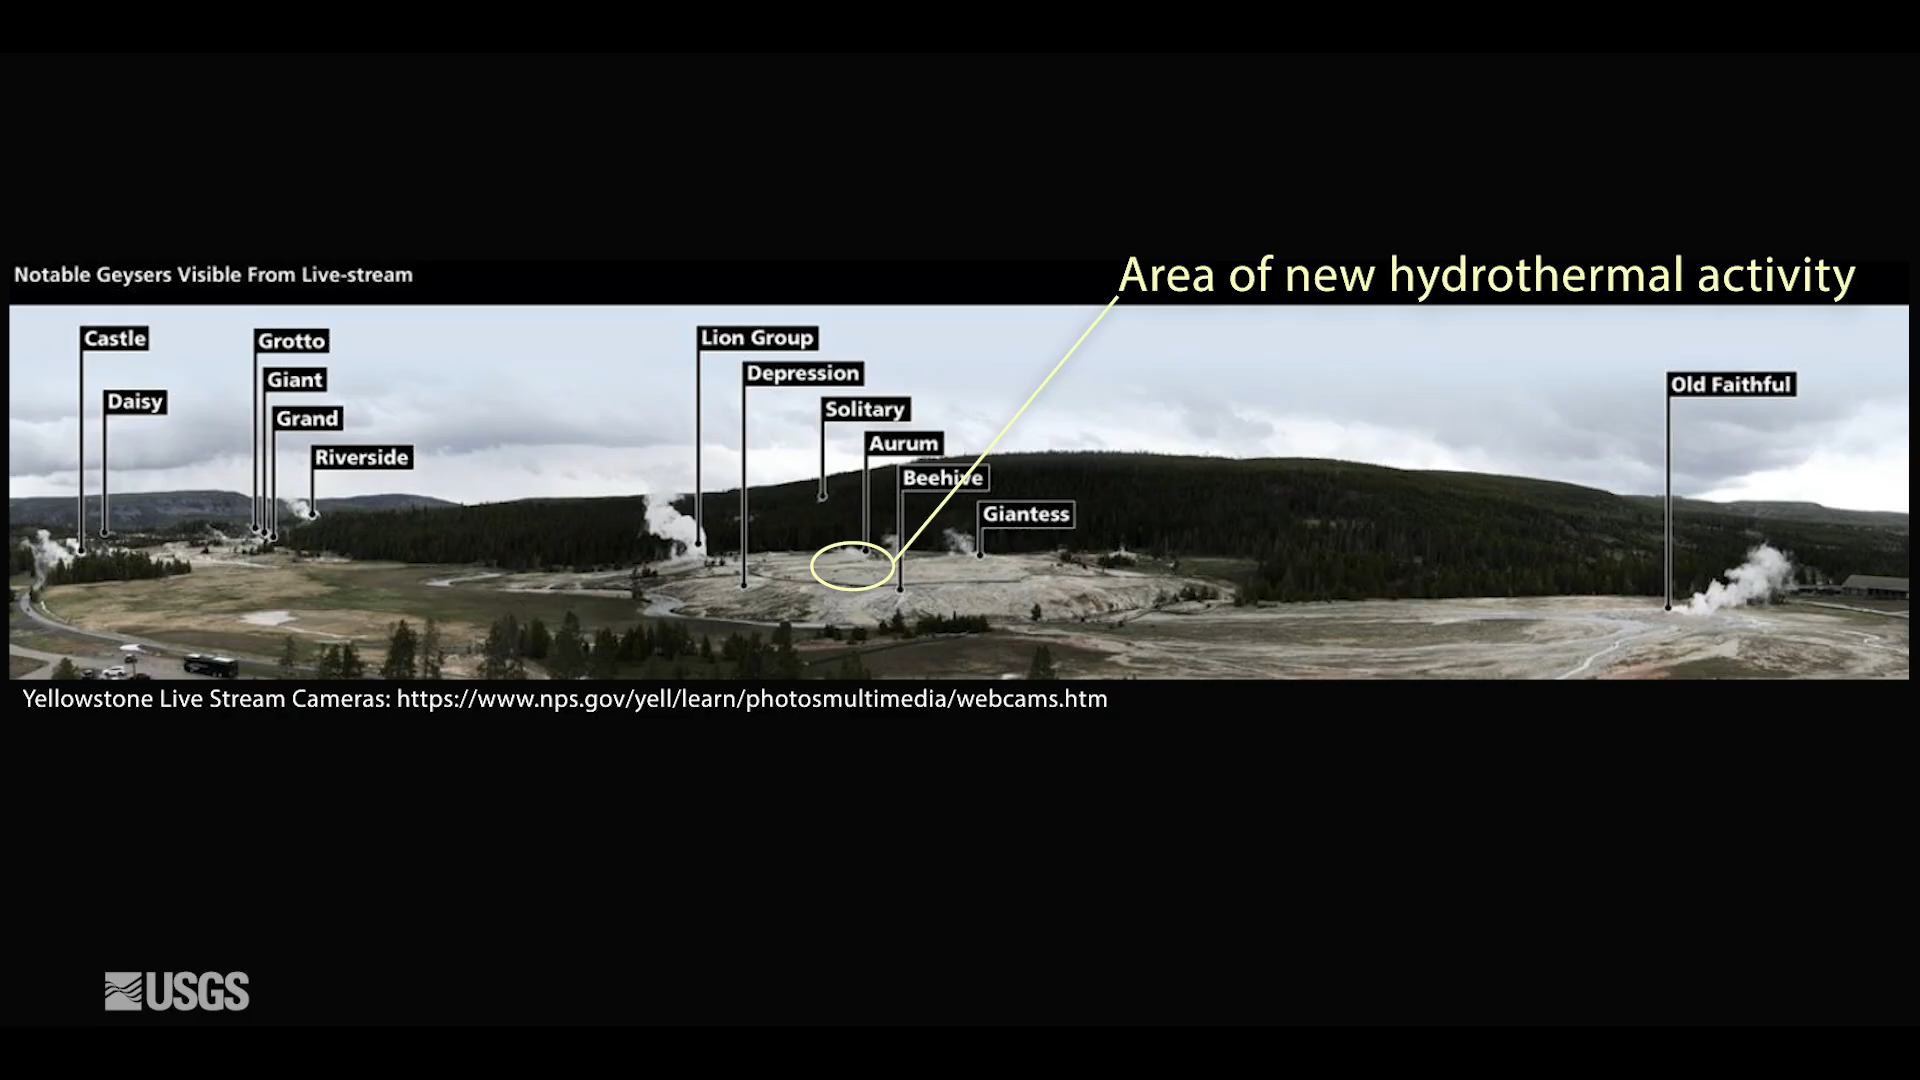 Notable Geysers Visible From Live-stream
Area of new hydrothermal activity
Castle
Daisy
Grotto
Giant
Grand
Riverside
Lion Group
Depression
Solitary
Aurum
Beehive
Giantess
Old Faithful
Yellowstone Live Stream Cameras: https://www.nps.gov/yell/learn/photosmultimedia/webcams.htm
USGS